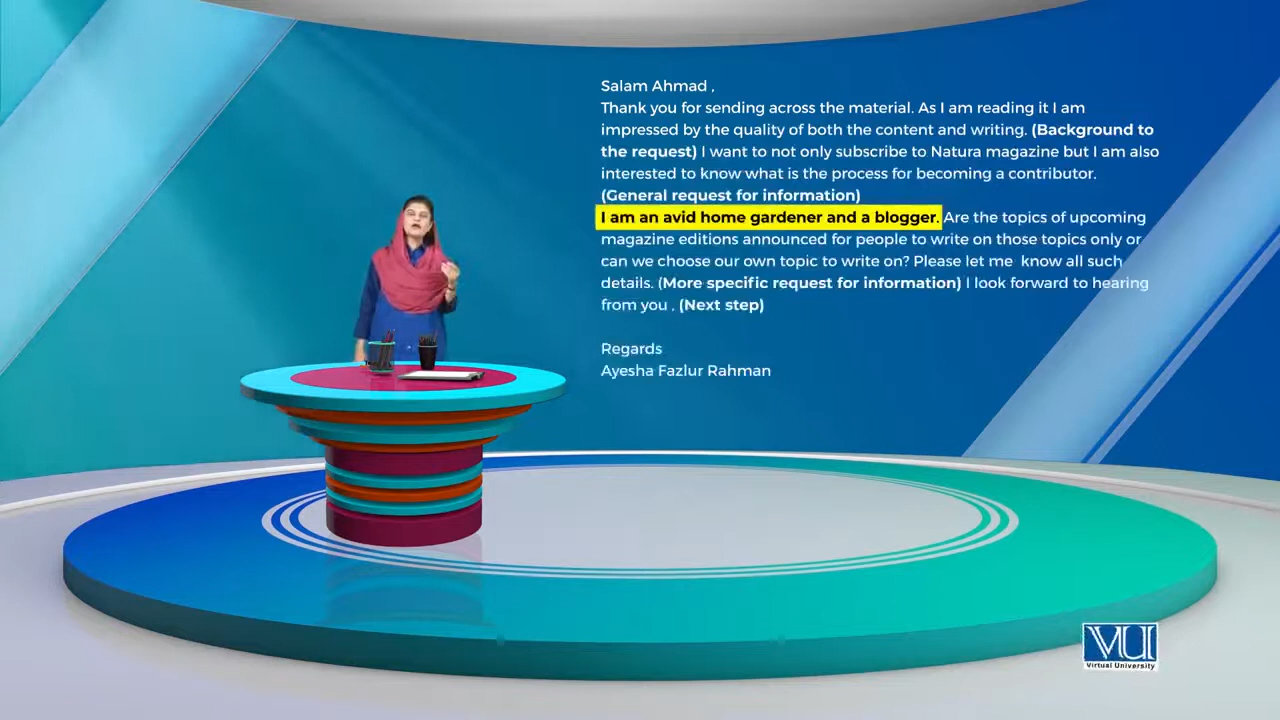 Salam Ahmad ,
Thank you for sending across the material. As I am reading it I am
impressed by the quality of both the content and writing. (Background to
the request) I want to not only subscribe to Natura magazine but I am also
interested to know what is the process for becoming a contributor.
(General request for information)
I am an avid home gardener and a blogger. Are the topics of upcoming
magazine editions announced for people to write on those topics only or
can we choose our own topic to write on? Please let me  know all such
details. (More specific request for information) I look forward to hearing
from you . (Next step)
Regards
Ayesha Fazlur Rahman
VU
Virtual University